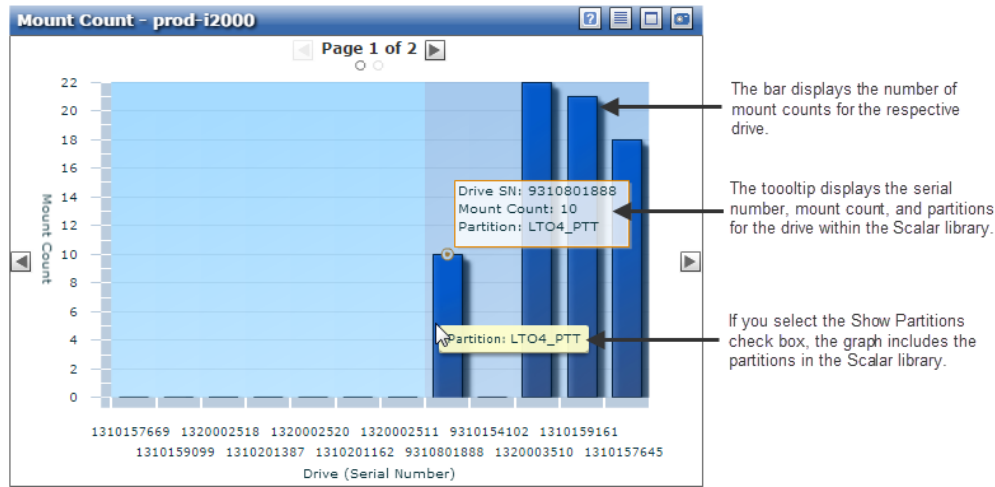 Mount Count - prod-i2000
?
Page 1 of 2
22
20
18
16
14
12
10
8
6
4
2
0
Mount Count
Drive SN: 9310801888
Mount Count: 10
Partition: LTO4_PTT
Partition: LTO4_PTT
1310157669 1320002518 1320002520 1320002511 9310154102 1310159161
1310159099 1310201387 1310201162 9310801888 1320003510 1310157645
Drive (Serial Number)
The bar displays the number of
mount counts for the respective
drive.
The toooltip displays the serial
number, mount count, and partitions
for the drive within the Scalar library.
If you select the Show Partitions
check box, the graph includes the
partitions in the Scalar library.